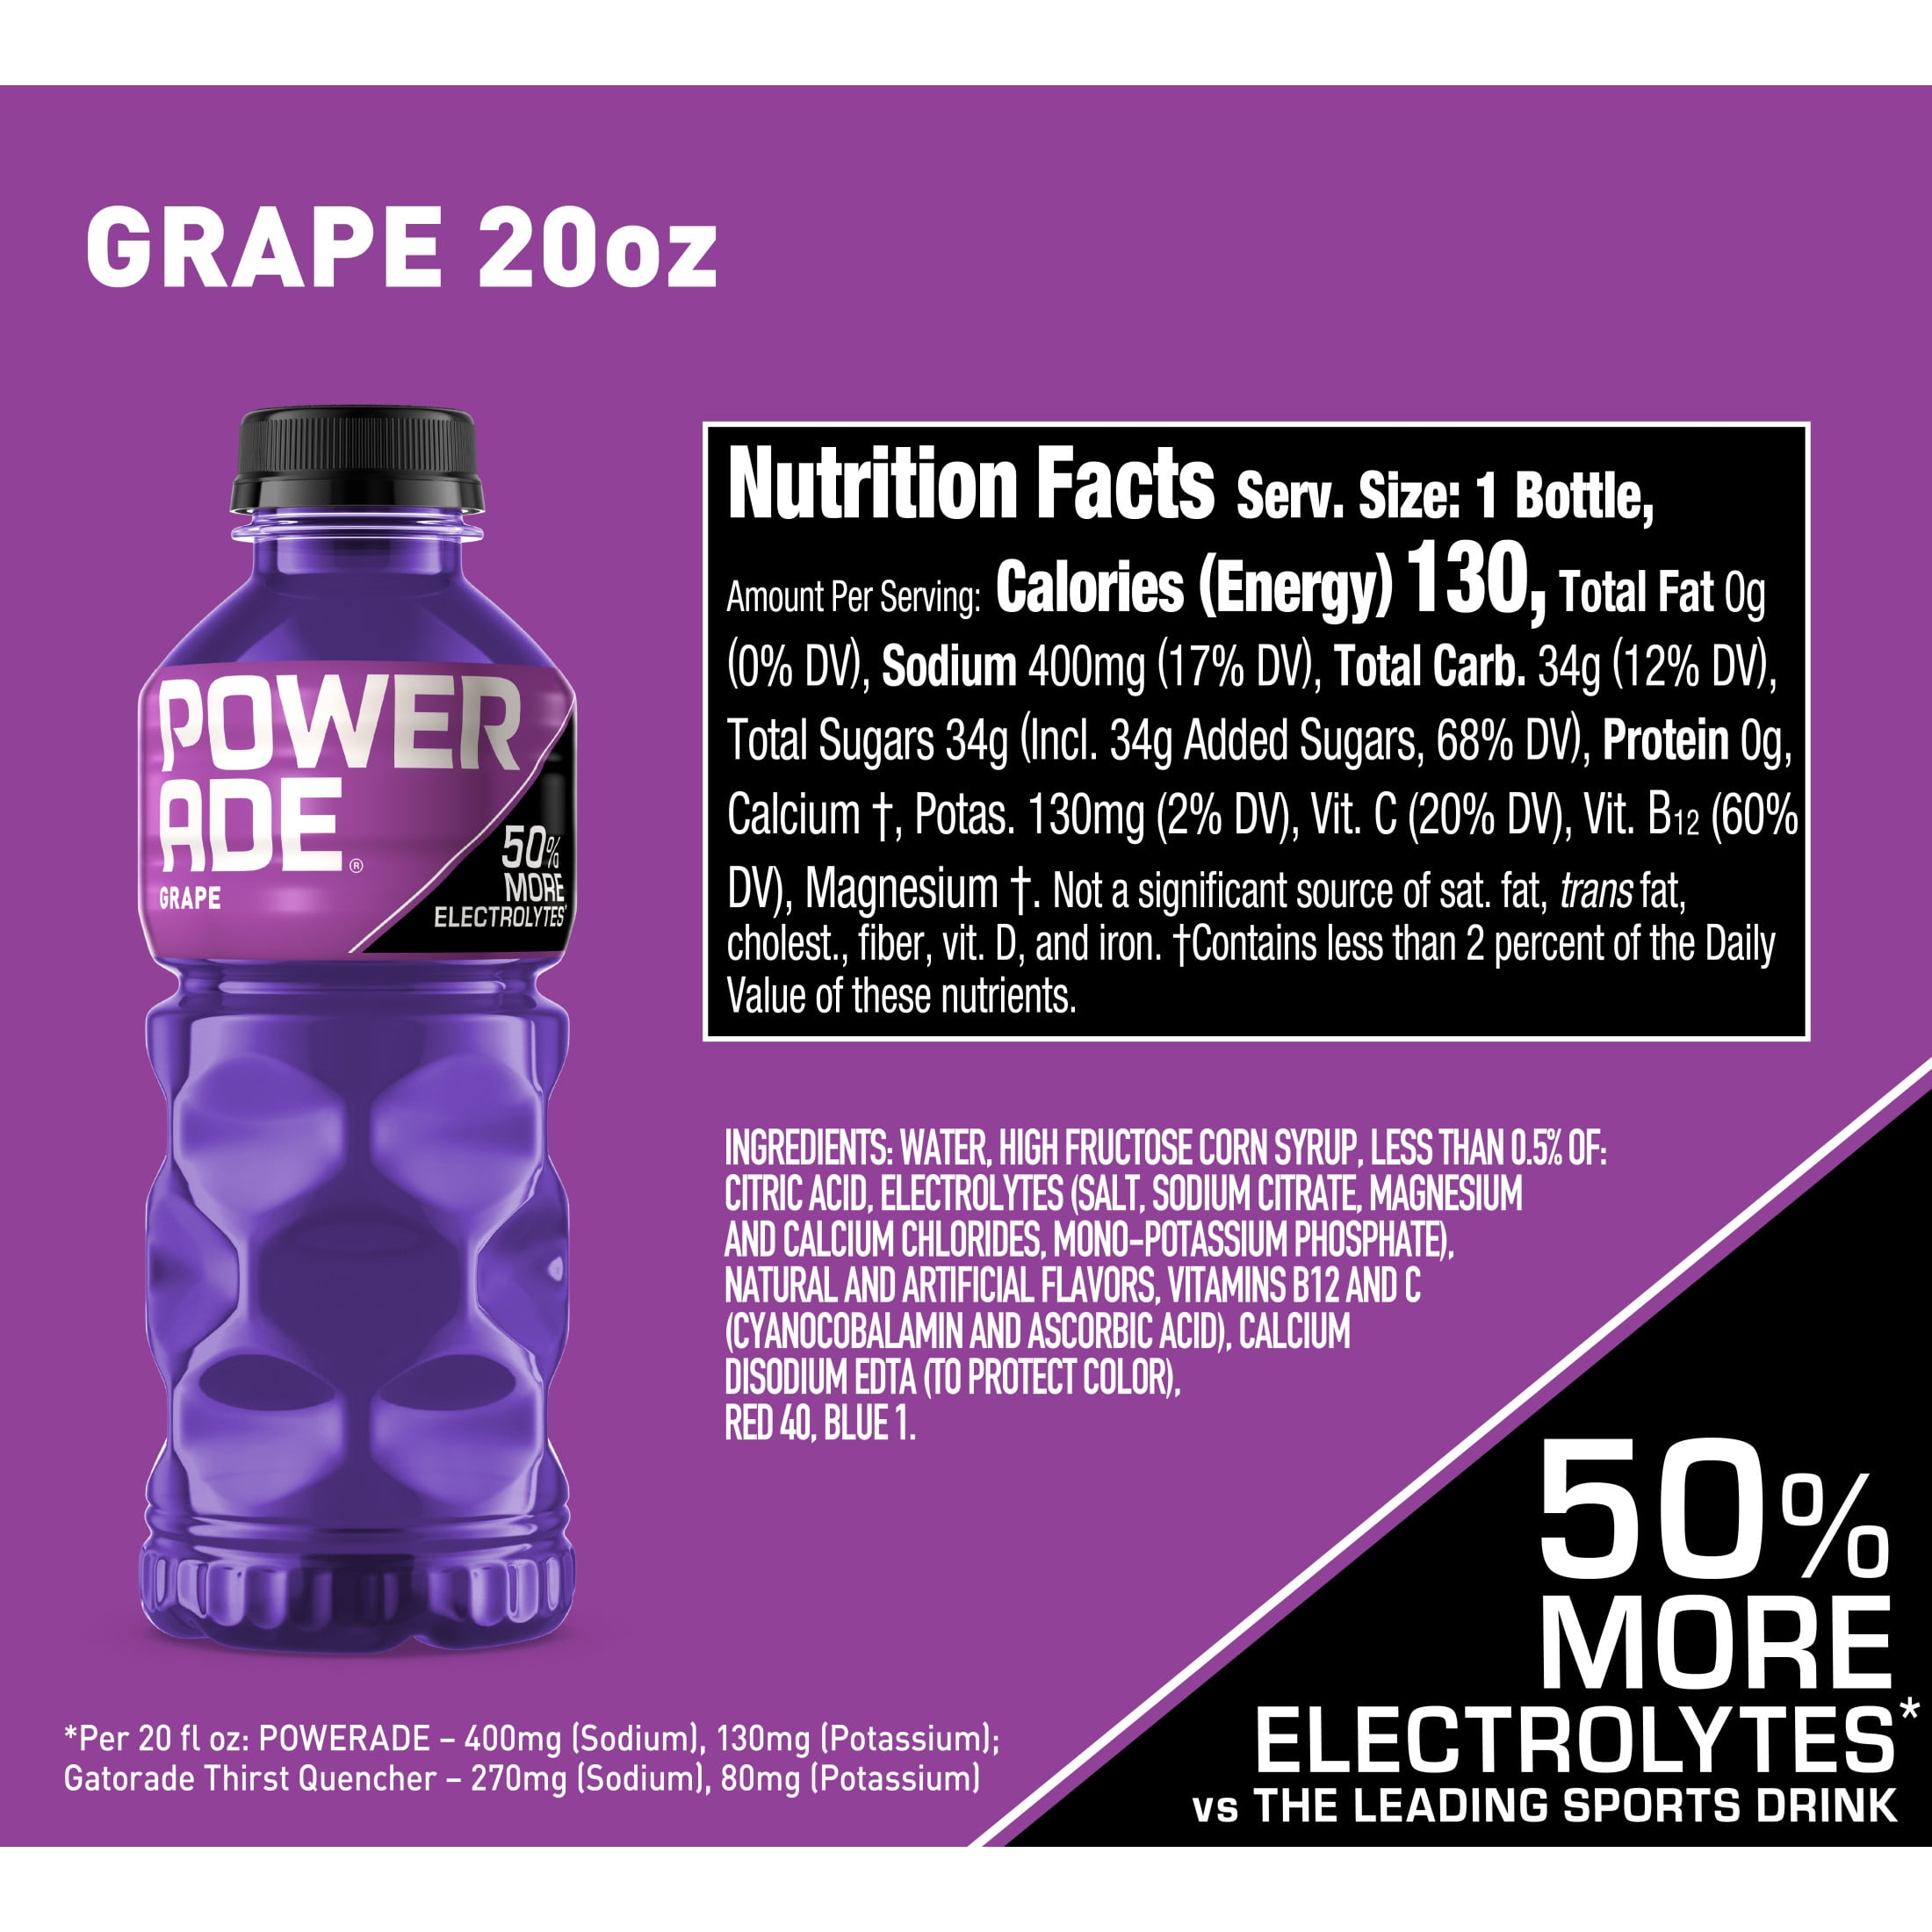 GRAPE 20oz
POWER
ADE®
GRAPE
50%
MORE
ELECTROLYTES*
Nutrition Facts Serv. Size: 1 Bottle,
Amount Per Serving: Calories (Energy) 130, Total Fat 0g
(0% DV), Sodium 400mg (17% DV), Total Carb. 34g (12% DV),
Total Sugars 34g (Incl. 34g Added Sugars, 68% DV), Protein 0g,
Calcium †, Potas. 130mg (2% DV), Vit. C (20% DV), Vit. B12 (60%
DV), Magnesium †. Not a significant source of sat. fat, trans fat,
cholest., fiber, vit. D, and iron. †Contains less than 2 percent of the Daily
Value of these nutrients.
INGREDIENTS: WATER, HIGH FRUCTOSE CORN SYRUP, LESS THAN 0.5% OF:
CITRIC ACID, ELECTROLYTES (SALT, SODIUM CITRATE, MAGNESIUM
AND CALCIUM CHLORIDES, MONO-POTASSIUM PHOSPHATE),
NATURAL AND ARTIFICIAL FLAVORS, VITAMINS B12 AND C
(CYANOCOBALAMIN AND ASCORBIC ACID), CALCIUM
DISODIUM EDTA (TO PROTECT COLOR),
RED 40, BLUE 1.
50%
MORE
ELECTROLYTES*
vs THE LEADING SPORTS DRINK
*Per 20 fl oz: POWERADE – 400mg (Sodium), 130mg (Potassium);
Gatorade Thirst Quencher – 270mg (Sodium), 80mg (Potassium)